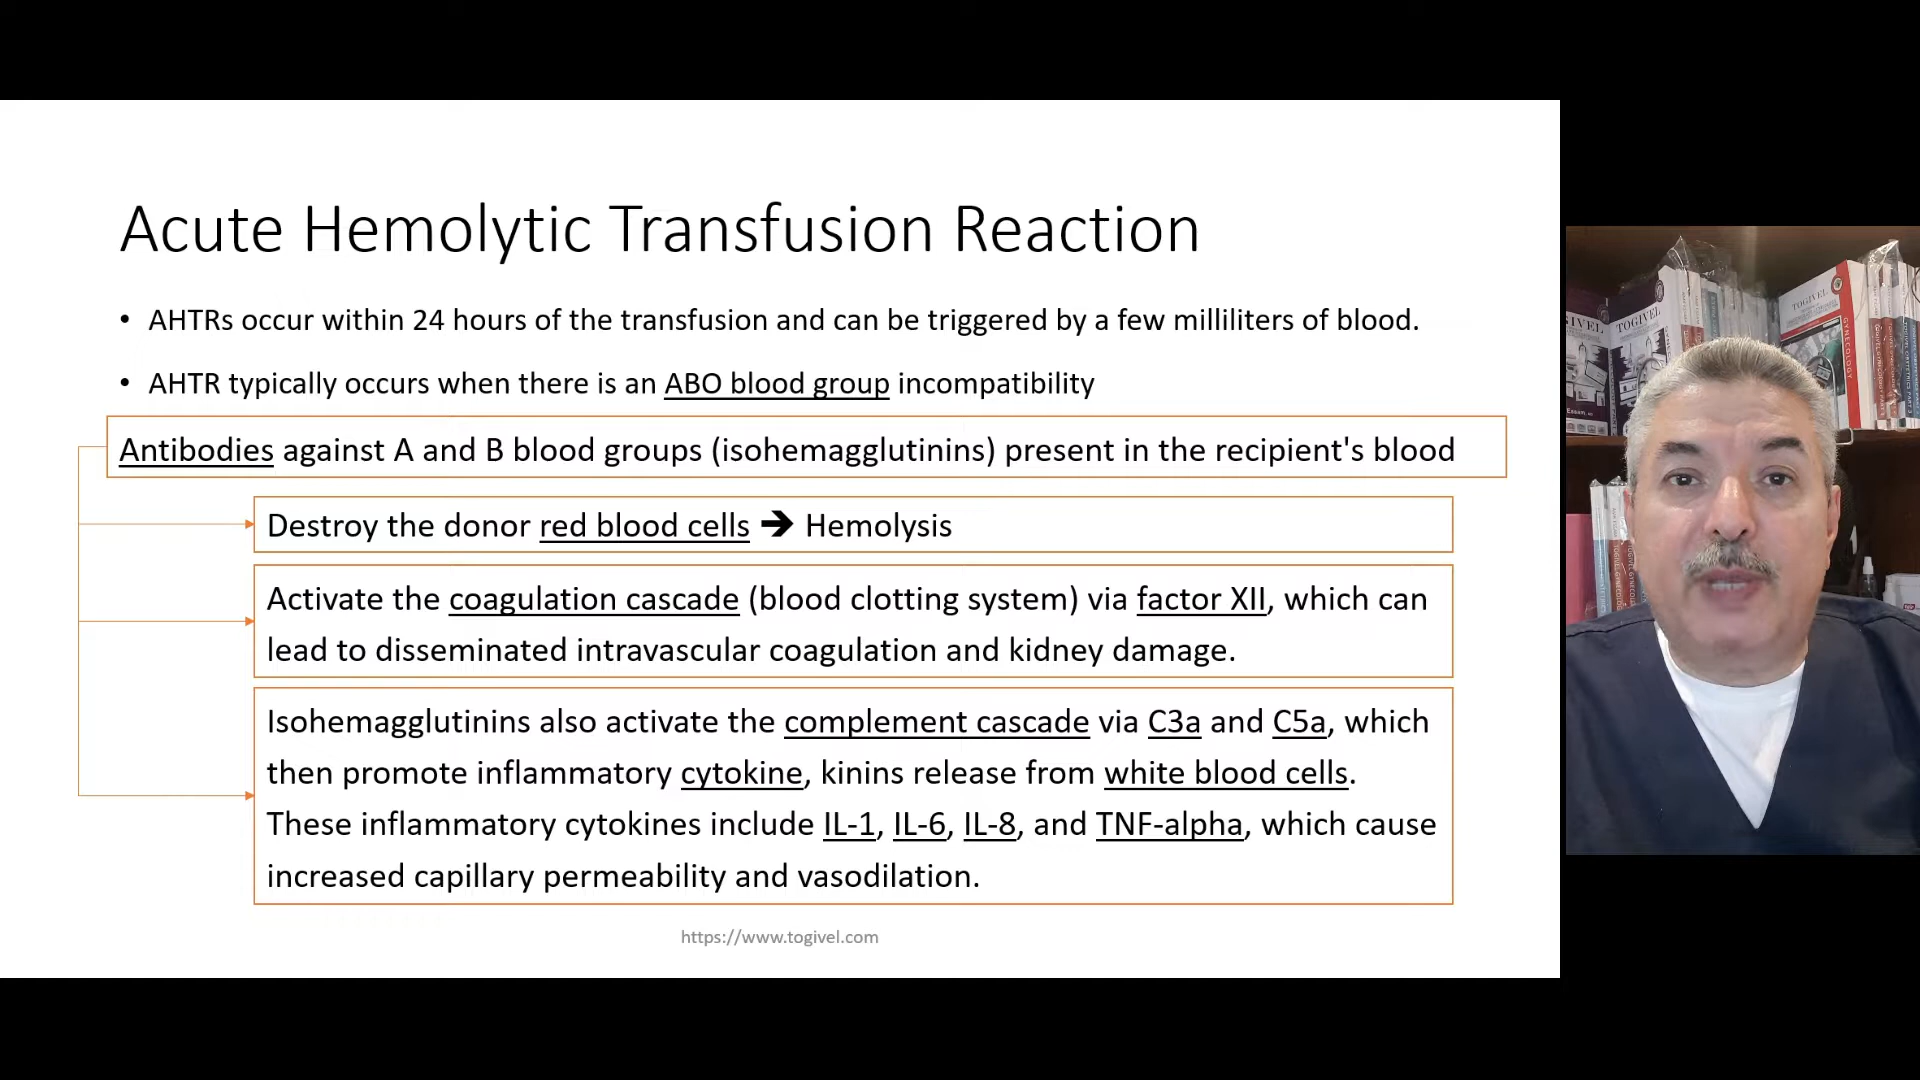 Acute Hemolytic Transfusion Reaction
• AHTRs occur within 24 hours of the transfusion and can be triggered by a few milliliters of blood.
• AHTR typically occurs when there is an ABO blood group incompatibility
Antibodies against A and B blood groups (isohemagglutinins) present in the recipient's blood
Destroy the donor red blood cells ➔ Hemolysis
Activate the coagulation cascade (blood clotting system) via factor XII, which can
lead to disseminated intravascular coagulation and kidney damage.
Isohemagglutinins also activate the complement cascade via C3a and C5a, which
then promote inflammatory cytokine, kinins release from white blood cells.
These inflammatory cytokines include IL-1, IL-6, IL-8, and TNF-alpha, which cause
increased capillary permeability and vasodilation.
https://www.togivel.com
TOGIVEL
TOGIVEL
GYNECOLOGY